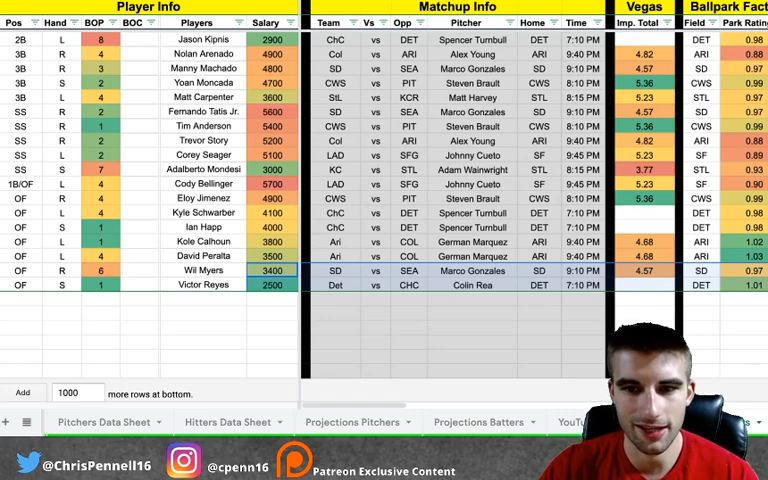 Player Info Matchup Info Vegas Ballpark Fact
Pos Hand BOP BOC Players Salary Team Vs Opp Pitcher Home Time Imp. Total Field Park Rating
2B L 8 Jason Kipnis 2900 ChC vs DET Spencer Turnbull DET 7:10 PM DET 0.98
3B R 4 Nolan Arenado 4900 Col vs ARI Alex Young ARI 9:40 PM 4.82 ARI 0.88
3B R 3 Manny Machado 4800 SD vs SEA Marco Gonzales SD 9:10 PM 4.57 SD 0.97
3B S 2 Yoan Moncada 4700 CWS vs PIT Steven Brault CWS 8:10 PM 5.36 CWS 0.99
3B L 4 Matt Carpenter 3600 StL vs KCR Matt Harvey STL 8:15 PM 5.23 STL 0.97
SS R 2 Fernando Tatis Jr. 5600 SD vs SEA Marco Gonzales SD 9:10 PM 4.57 SD 0.97
SS R 1 Tim Anderson 5400 CWS vs PIT Steven Brault CWS 8:10 PM 5.36 CWS 0.99
SS R 2 Trevor Story 5200 Col vs ARI Alex Young ARI 9:40 PM 4.82 ARI 0.88
SS L 2 Corey Seager 5100 LAD vs SFG Johnny Cueto SF 9:45 PM 5.23 SF 0.89
SS S 7 Adalberto Mondesi 3000 KC vs STL Adam Wainwright STL 8:15 PM 3.77 STL 0.93
1B/OF L 4 Cody Bellinger 5700 LAD vs SFG Johnny Cueto SF 9:45 PM 5.23 SF 0.90
OF R 4 Eloy Jimenez 4900 CWS vs PIT Steven Brault CWS 8:10 PM 5.36 CWS 0.99
OF L 4 Kyle Schwarber 4100 ChC vs DET Spencer Turnbull DET 7:10 PM DET 0.98
OF S 1 Ian Happ 4000 ChC vs DET Spencer Turnbull DET 7:10 PM DET 0.98
OF L 1 Kole Calhoun 3800 Ari vs COL German Marquez ARI 9:40 PM 4.68 ARI 1.02
OF L 4 David Peralta 3500 Ari vs COL German Marquez ARI 9:40 PM 4.68 ARI 1.03
OF R 6 Wil Myers 3400 SD vs SEA Marco Gonzales SD 9:10 PM 4.57 SD 0.97
OF S 1 Victor Reyes 2500 Det vs CHC Colin Rea DET 7:10 PM DET 1.01
Add 1000 more rows at bottom.
Pitchers Data Sheet Hitters Data Sheet Projections Pitchers Projections Batters
@ChrisPennell16 @cpenn16 Patreon Exclusive Content